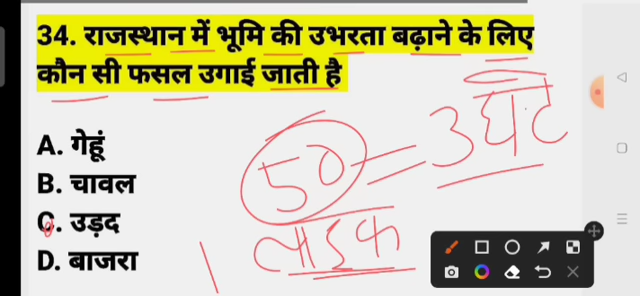 34. राजस्थान में भूमि की उभरता बढ़ाने के लिए
कौन सी फसल उगाई जाती है
A. गेहूं
B. चावल
C. उड़द
D. बाजरा
50 = 3 घंटे
लाइक